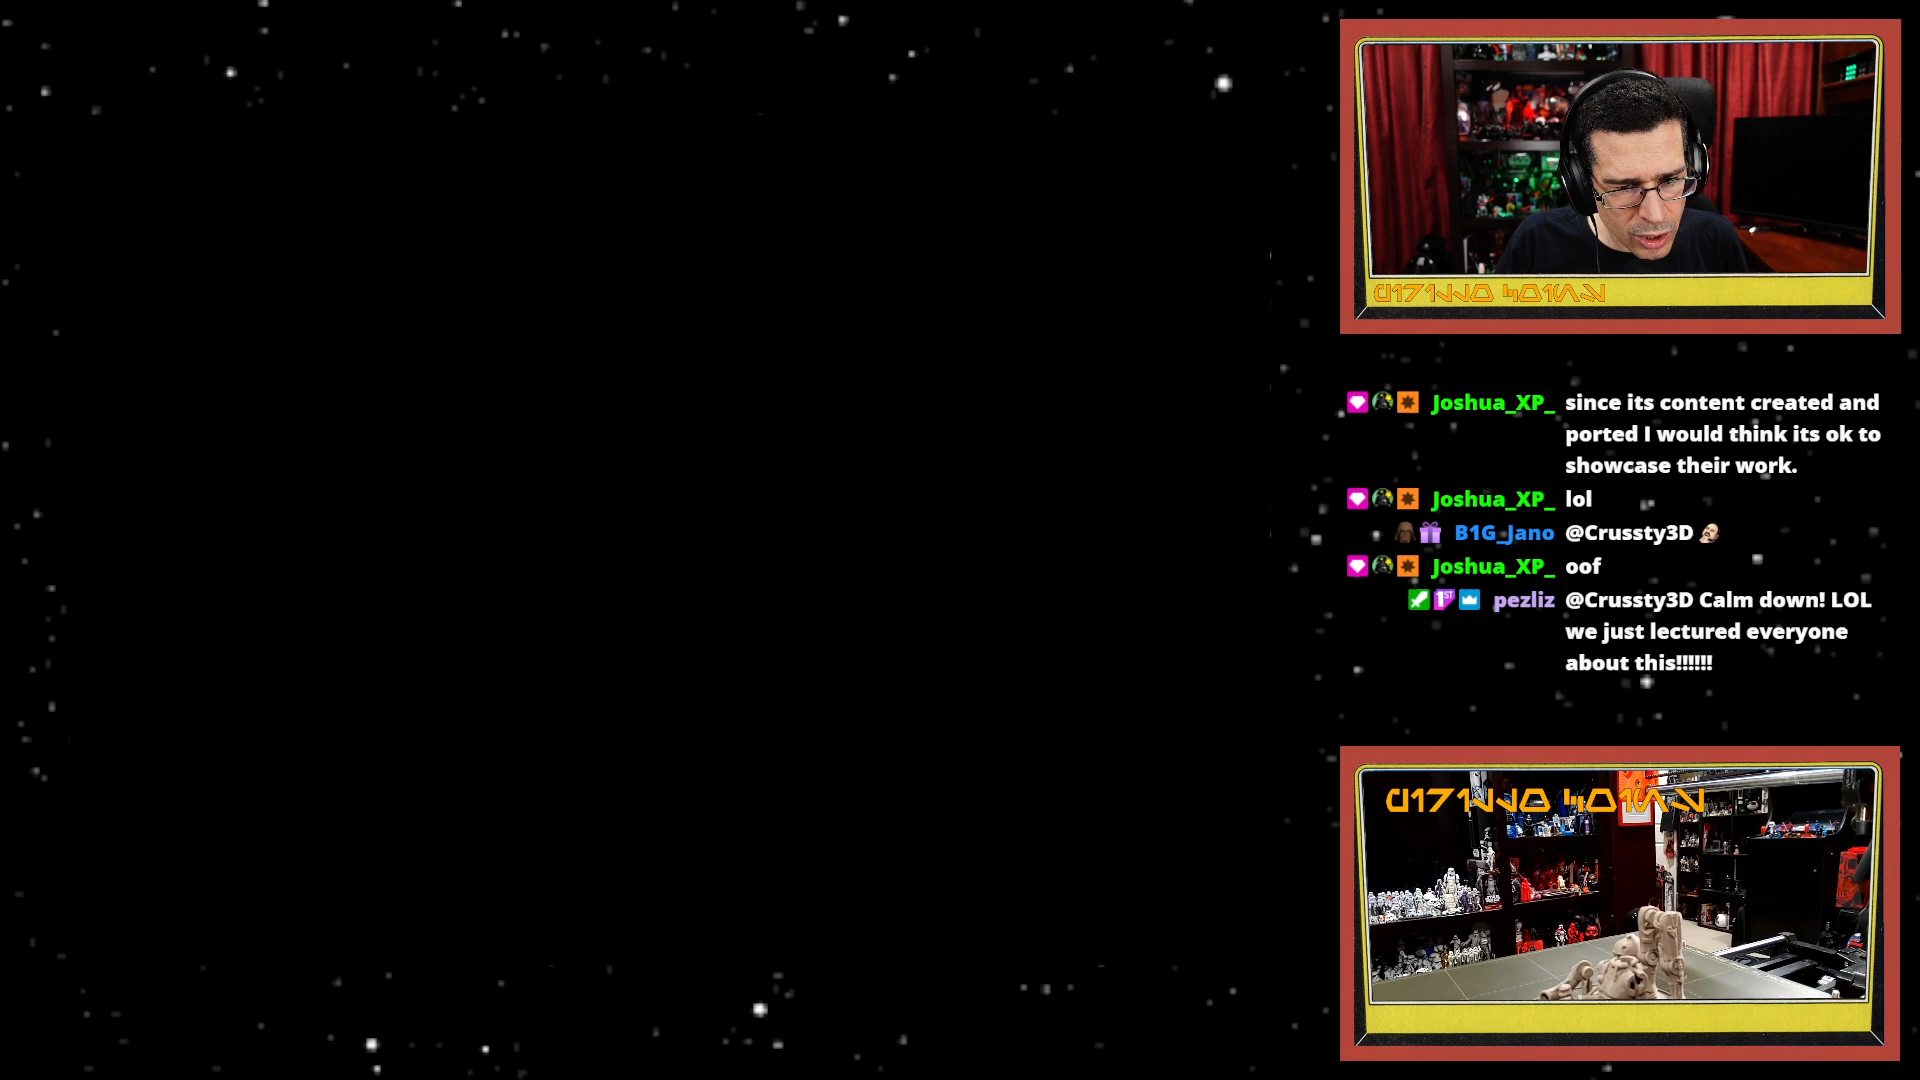 Joshua_XP_ since its content created and
ported I would think its ok to
showcase their work.
Joshua_XP_ lol
B1G_Jano @Crussty3D
Joshua_XP_ oof
1ST pezliz @Crussty3D Calm down! LOL
we just lectured everyone
about this!!!!!!